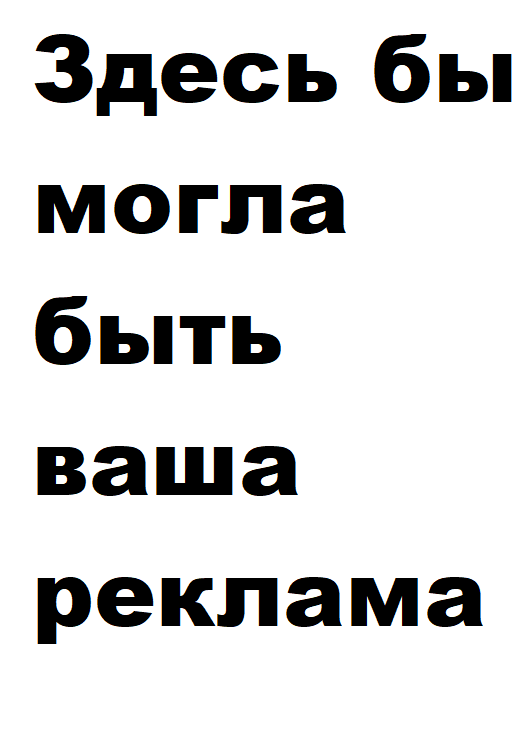 Здесь бы
могла
быть
ваша
реклама